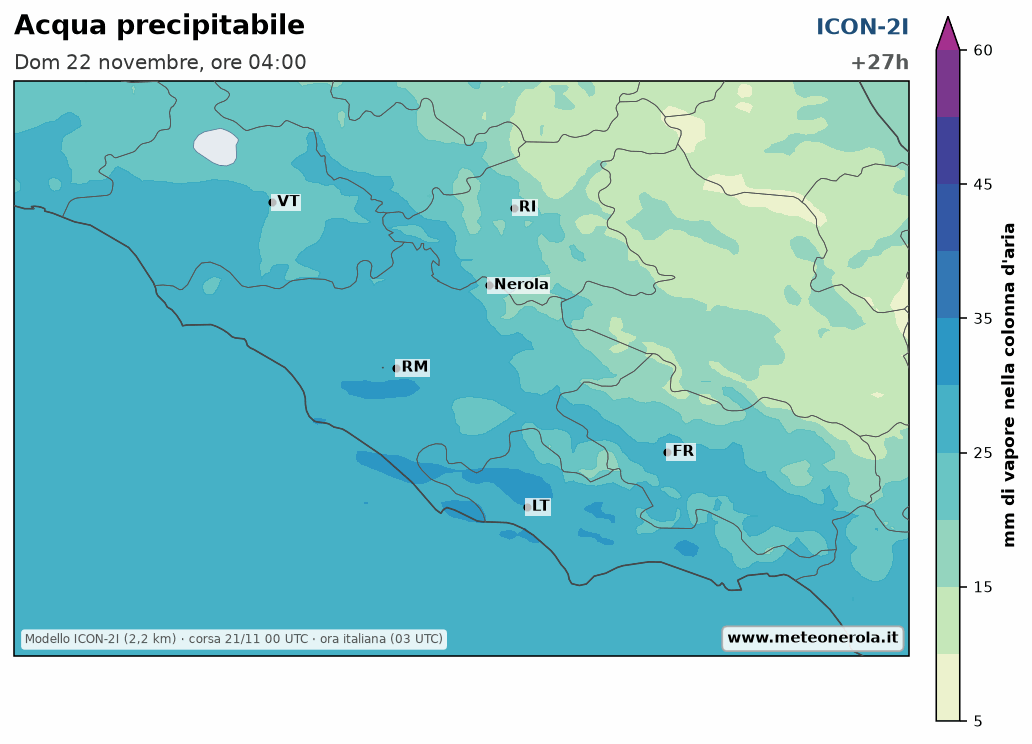 Acqua precipitabile
ICON-2I
Dom 22 novembre, ore 04:00
+27h
60
45
35
25
15
5
mm di vapore nella colonna d'aria
VT
RI
Nerola
RM
FR
LT
Modello ICON-2I (2,2 km) · corsa 21/11 00 UTC · ora italiana (03 UTC)
www.meteonerola.it